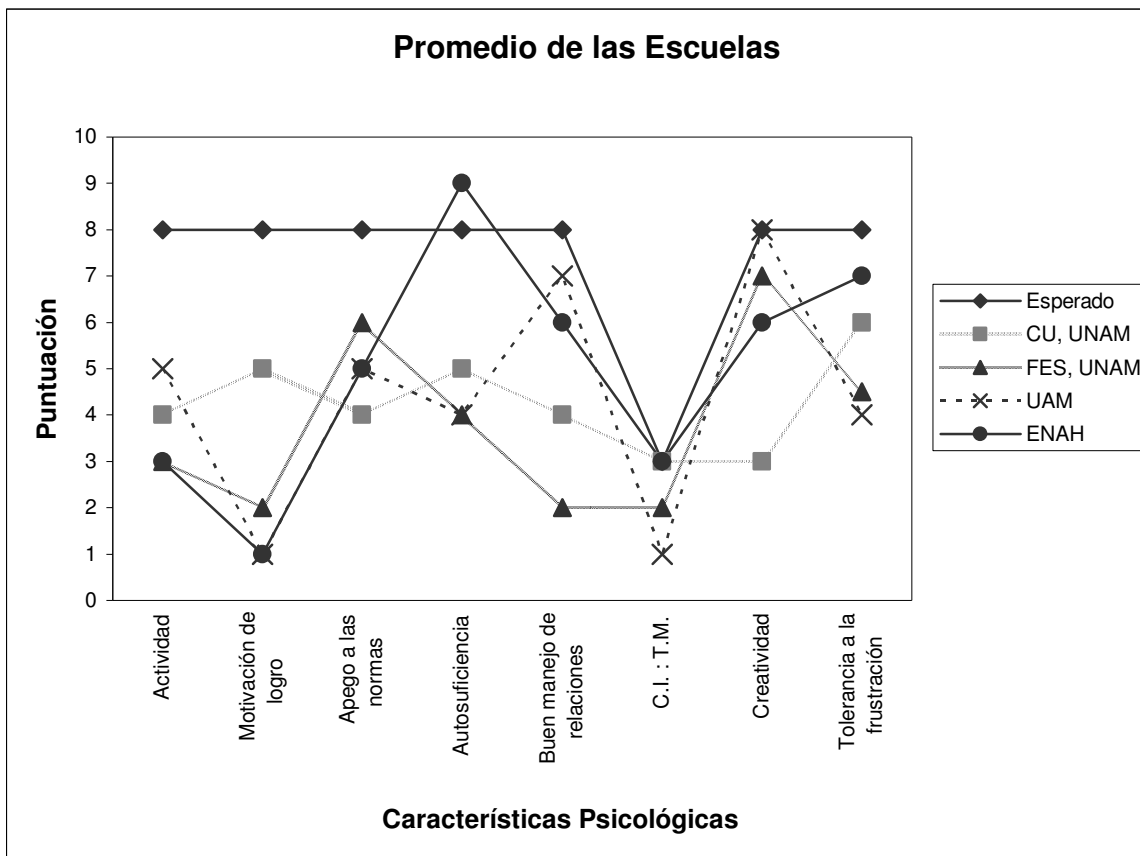 Promedio de las Escuelas
10
9
8
7
6
5
4
3
2
1
0
Puntuación
Actividad
Motivación de
logro
Apego a las
normas
Autosuficiencia
Buen manejo de
relaciones
C.I. : T.M.
Creatividad
Tolerancia a la
frustración
Características Psicológicas
Esperado
CU, UNAM
FES, UNAM
UAM
ENAH